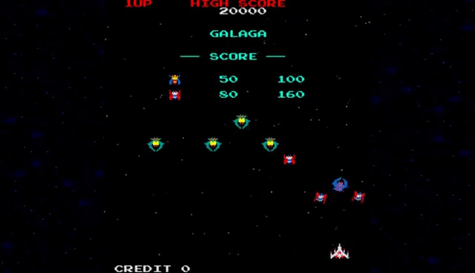 1UP HIGH SCORE
20000
GALAGA
— SCORE —
50 100
80 160
CREDIT 0